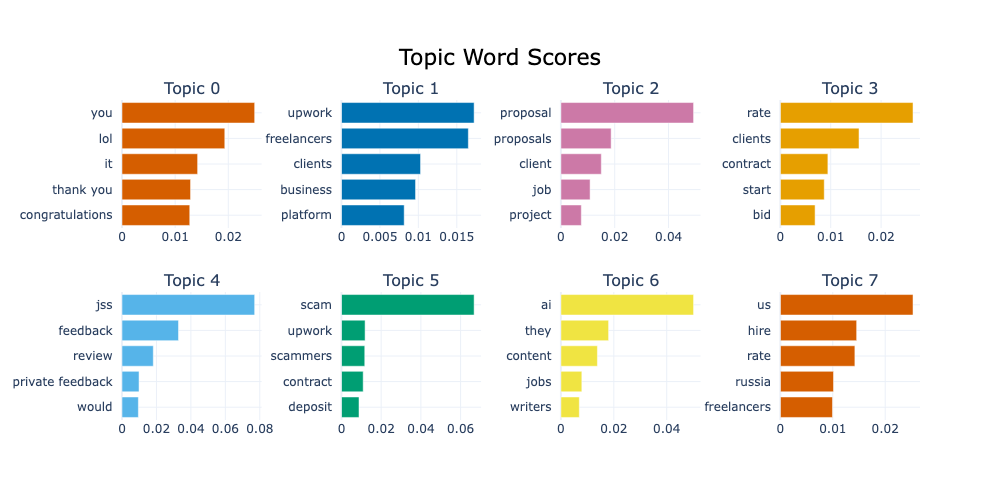 Topic Word Scores
Topic 0
you
lol
it
thank you
congratulations
0 0.01 0.02
Topic 1
upwork
freelancers
clients
business
platform
0 0.005 0.01 0.015
Topic 2
proposal
proposals
client
job
project
0 0.02 0.04
Topic 3
rate
clients
contract
start
bid
0 0.01 0.02
Topic 4
jss
feedback
review
private feedback
would
0 0.02 0.04 0.06 0.08
Topic 5
scam
upwork
scammers
contract
deposit
0 0.02 0.04 0.06
Topic 6
ai
they
content
jobs
writers
0 0.02 0.04
Topic 7
us
hire
rate
russia
freelancers
0 0.01 0.02